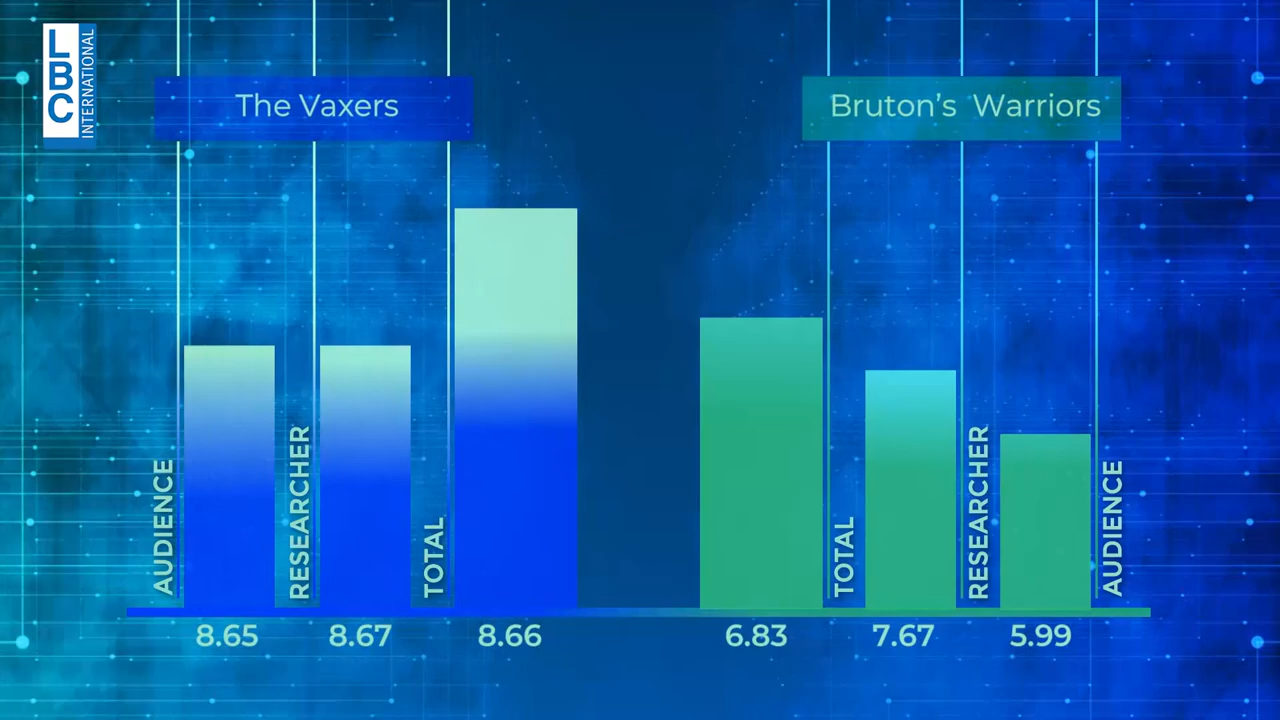 LBC
INTERNATIONAL
The Vaxers
Bruton's Warriors
AUDIENCE
RESEARCHER
TOTAL
TOTAL
RESEARCHER
AUDIENCE
8.65 8.67 8.66 6.83 7.67 5.99